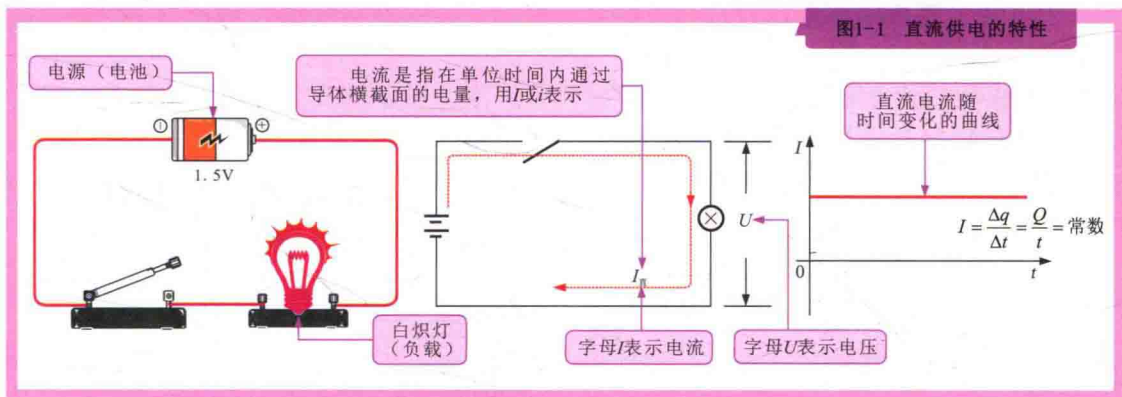 图1-1 直流供电的特性
电源（电池）
㊀ ⊕
1.5V
白炽灯
（负载）
电流是指在单位时间内通过
导体横截面的电量，用I或i表示
I
U
字母I表示电流
字母U表示电压
直流电流随
时间变化的曲线
I
I = Δq/Δt = Q/t = 常数
0
t